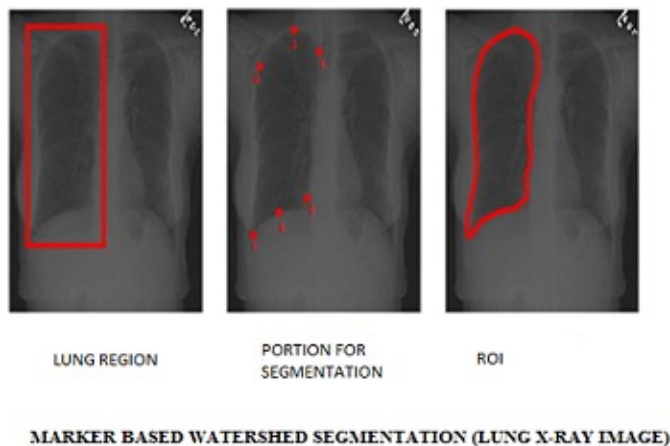 LUNG REGION
PORTION FOR
SEGMENTATION
ROI
MARKER BASED WATERSHED SEGMENTATION (LUNG X-RAY IMAGE)